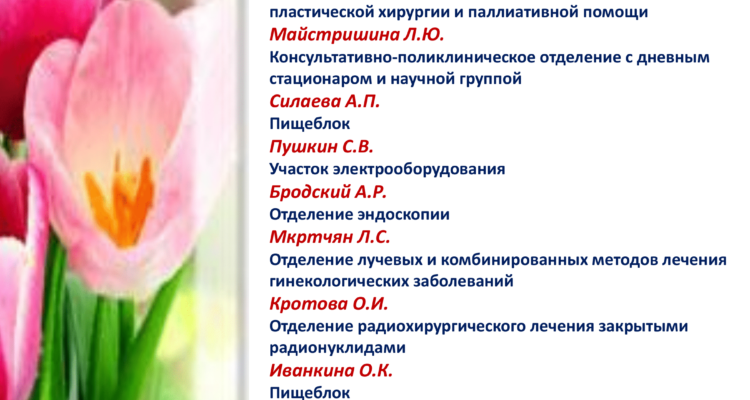 пластической хирургии и паллиативной помощи
Майстришина Л.Ю.
Консультативно-поликлиническое отделение с дневным
стационаром и научной группой
Силаева А.П.
Пищеблок
Пушкин С.В.
Участок электрооборудования
Бродский А.Р.
Отделение эндоскопии
Мкртчян Л.С.
Отделение лучевых и комбинированных методов лечения
гинекологических заболеваний
Кротова О.И.
Отделение радиохирургического лечения закрытыми
радионуклидами
Иванкина О.К.
Пищеблок